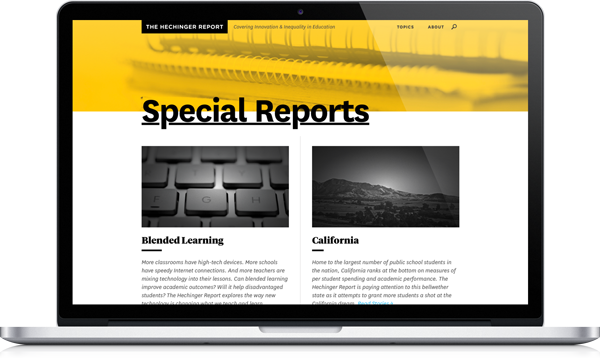 THE HECHINGER REPORT Covering Innovation & Inequality in Education TOPICS ABOUT
Special Reports
Blended Learning
More classrooms have high-tech devices. More schools
have speedy Internet connections. And more teachers are
mixing technology into their lessons. Can blended learning
improve academic outcomes? Will it help disadvantaged
students? The Hechinger Report explores the way new
technology is changing what we teach and learn.
California
Home to the largest number of public school students in
the nation, California ranks at the bottom on measures of
per student spending and academic performance. The
Hechinger Report is paying attention to this bellwether
state as it attempts to grant more students a shot at the
California dream. Read Stories